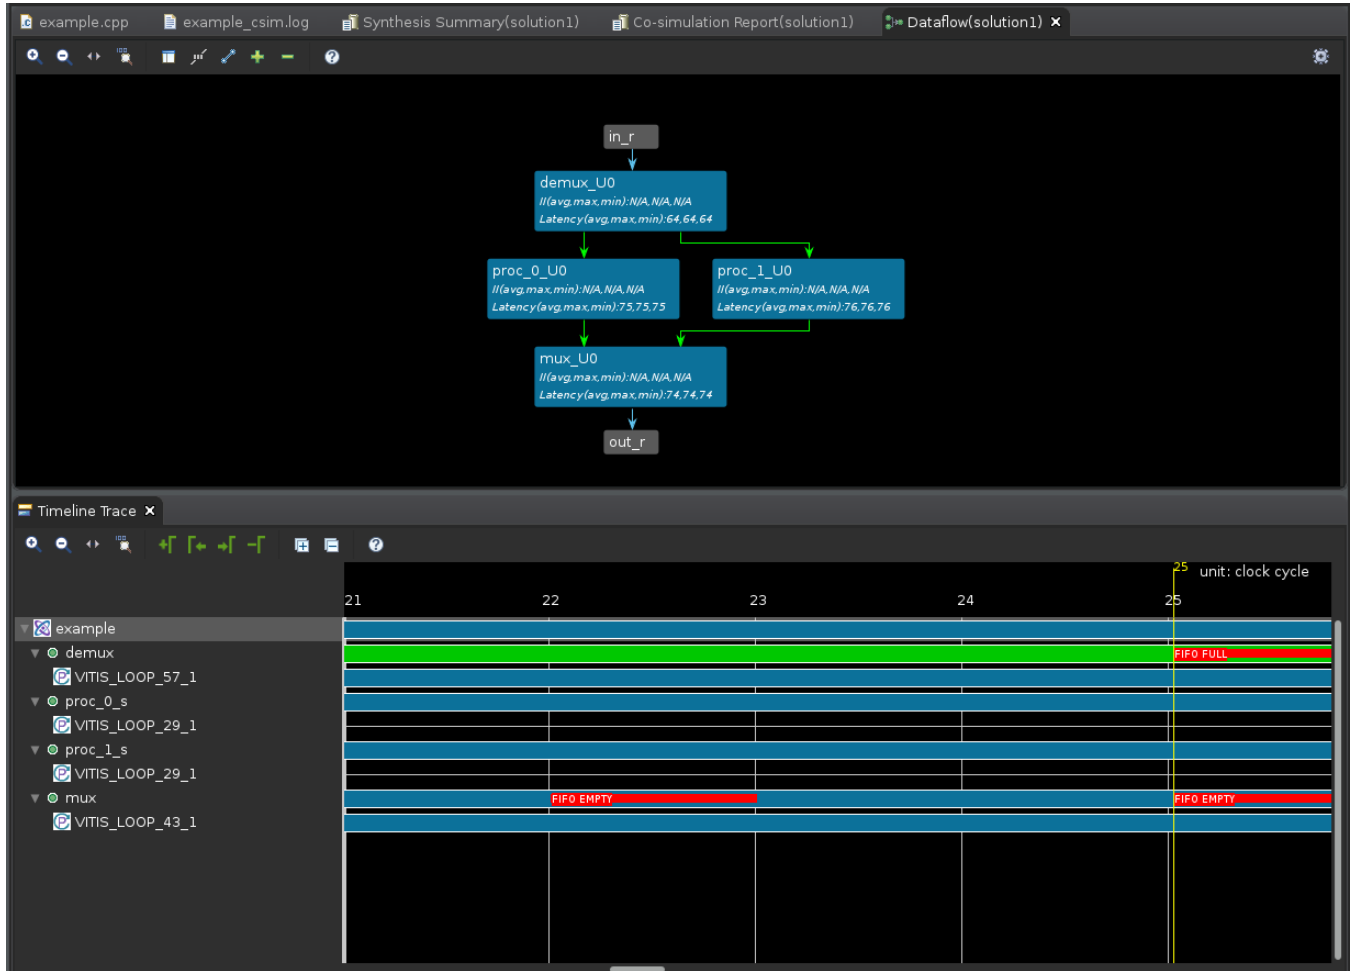 example.cpp example_csim.log Synthesis Summary(solution1) Co-simulation Report(solution1) Dataflow(solution1)
in_r
demux_U0
II(avg,max,min):N/A,N/A,N/A
Latency(avg,max,min):64,64,64
proc_0_U0
II(avg,max,min):N/A,N/A,N/A
Latency(avg,max,min):75,75,75
proc_1_U0
II(avg,max,min):N/A,N/A,N/A
Latency(avg,max,min):76,76,76
mux_U0
II(avg,max,min):N/A,N/A,N/A
Latency(avg,max,min):74,74,74
out_r
Timeline Trace
25 unit: clock cycle
21 22 23 24 25
example
demux FIFO FULL
VITIS_LOOP_57_1
proc_0_s
VITIS_LOOP_29_1
proc_1_s
VITIS_LOOP_29_1
mux FIFO EMPTY FIFO EMPTY
VITIS_LOOP_43_1